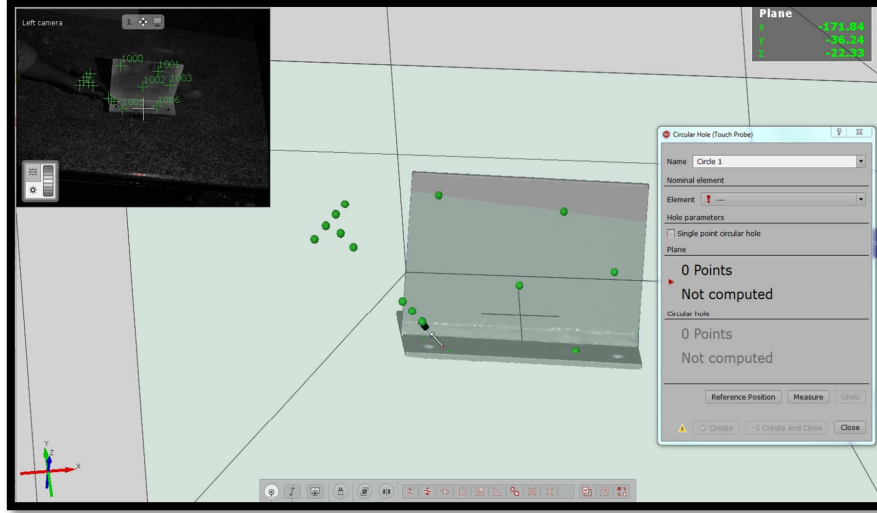 Left camera
1
1000
1001
1002 1003
1005 1006
Plane
x -171.84
y -36.24
z -22.33
Circular Hole (Touch Probe)
Name Circle 1
Nominal element
Element ---
Hole parameters
Single point circular hole
Plane
0 Points
Not computed
Circular hole
0 Points
Not computed
Reference Position Measure Undo
Create Create And Close Close
Y
Z
X